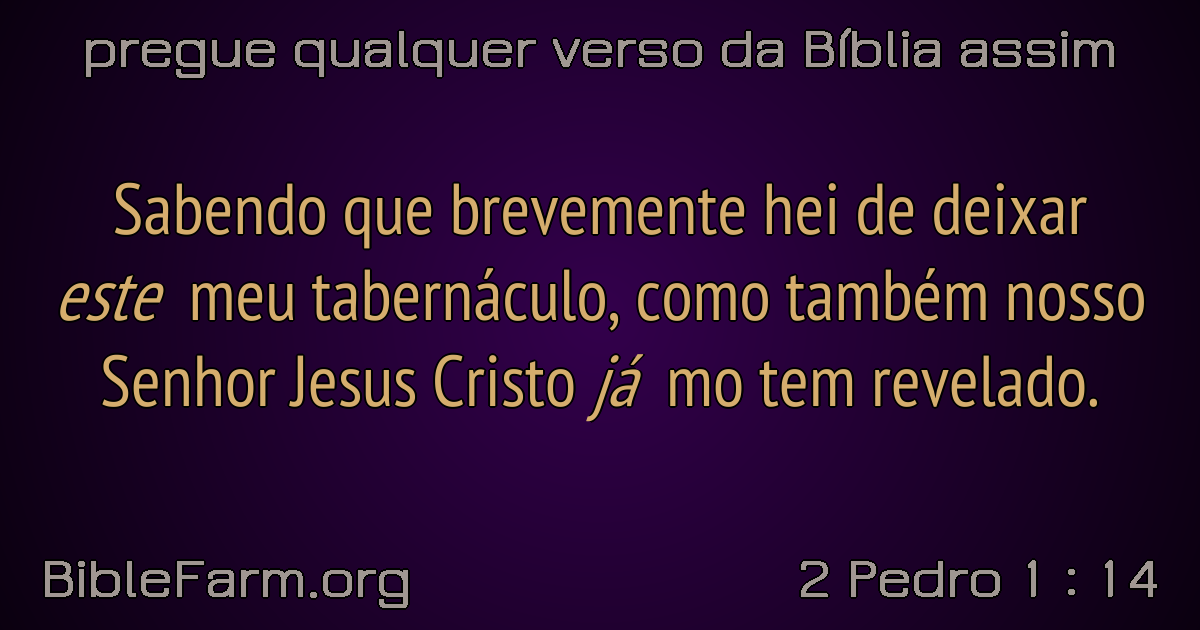 pregue qualquer verso da Bíblia assim
Sabendo que brevemente hei de deixar
este meu tabernáculo, como também nosso
Senhor Jesus Cristo já mo tem revelado.
BibleFarm.org
2 Pedro 1 : 14